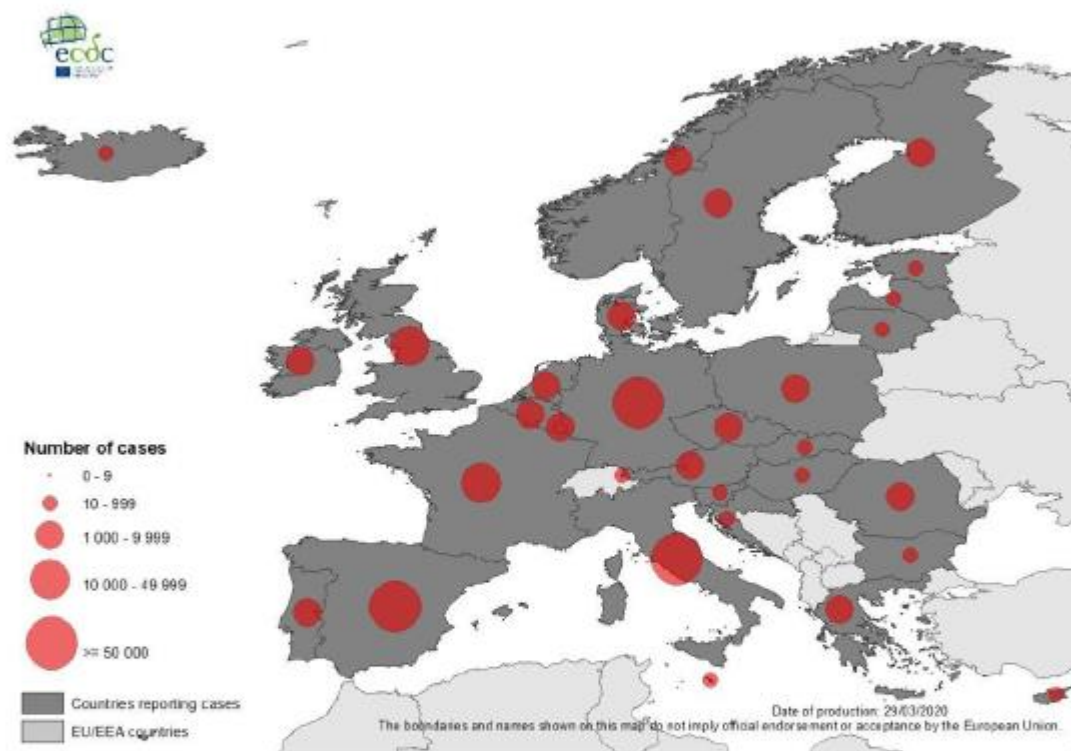 ecdc
Number of cases
0 - 9
10 - 999
1 000 - 9 999
10 000 - 49 999
>= 50 000
Countries reporting cases
EU/EEA countries
Date of production: 29/03/2020
The boundaries and names shown on this map do not imply official endorsement or acceptance by the European Union.